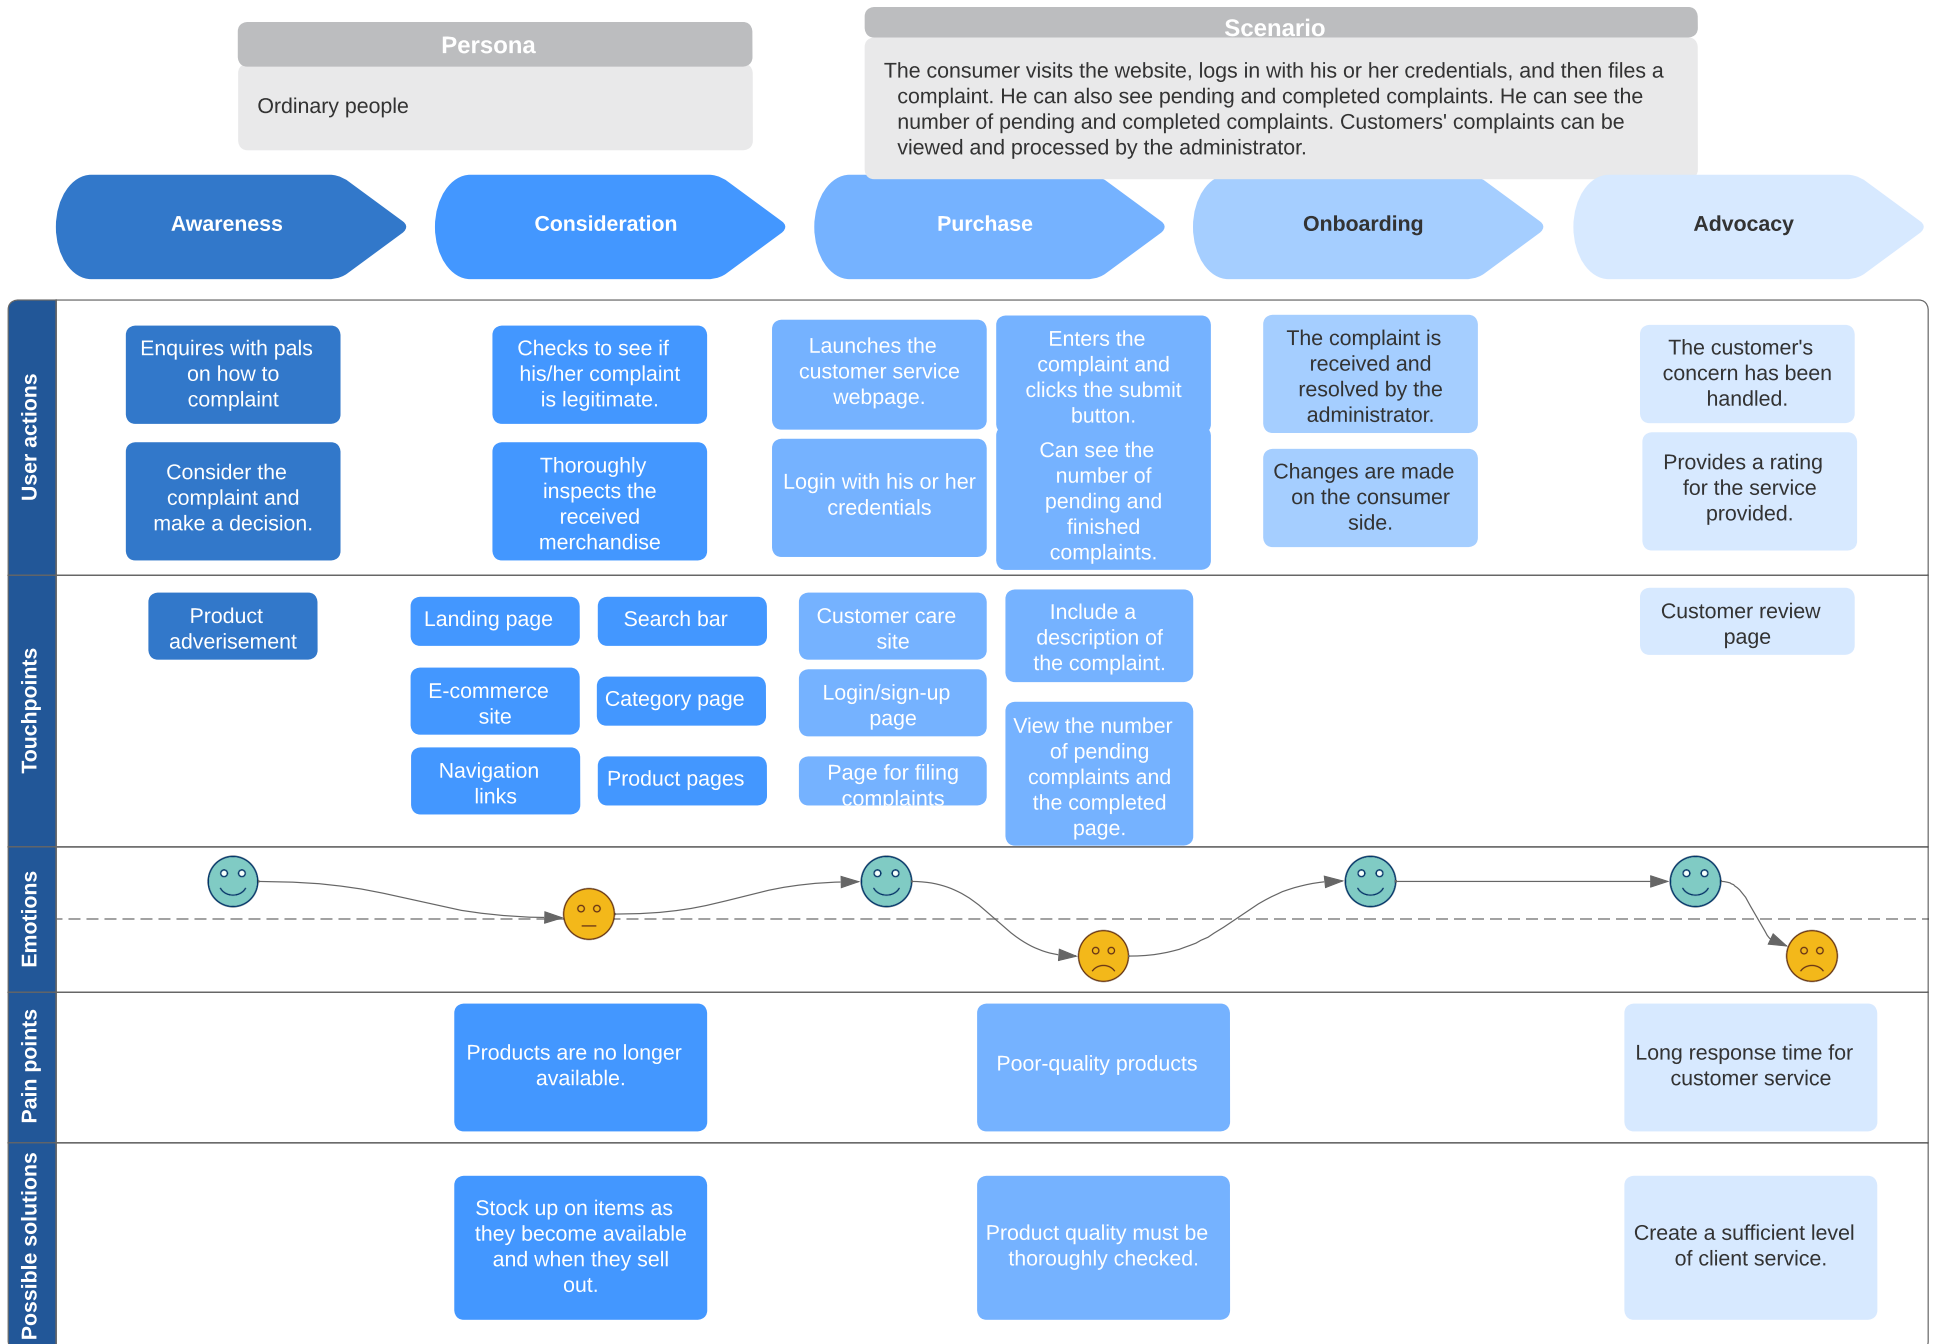 Persona
Ordinary people
Scenario
The consumer visits the website, logs in with his or her credentials, and then files a
complaint. He can also see pending and completed complaints. He can see the
number of pending and completed complaints. Customers' complaints can be
viewed and processed by the administrator.
Awareness
Consideration
Purchase
Onboarding
Advocacy
User actions
Enquires with pals
on how to
complaint
Consider the
complaint and
make a decision.
Checks to see if
his/her complaint
is legitimate.
Thoroughly
inspects the
received
merchandise
Launches the
customer service
webpage.
Login with his or her
credentials
Enters the
complaint and
clicks the submit
button.
Can see the
number of
pending and
finished
complaints.
The complaint is
received and
resolved by the
administrator.
Changes are made
on the consumer
side.
The customer's
concern has been
handled.
Provides a rating
for the service
provided.
Touchpoints
Product
adverisement
Landing page
E-commerce
site
Navigation
links
Search bar
Category page
Product pages
Customer care
site
Login/sign-up
page
Page for filing
complaints
Include a
description of
the complaint.
View the number
of pending
complaints and
the completed
page.
Customer review
page
Emotions
Pain points
Products are no longer
available.
Poor-quality products
Long response time for
customer service
Possible solutions
Stock up on items as
they become available
and when they sell
out.
Product quality must be
thoroughly checked.
Create a sufficient level
of client service.